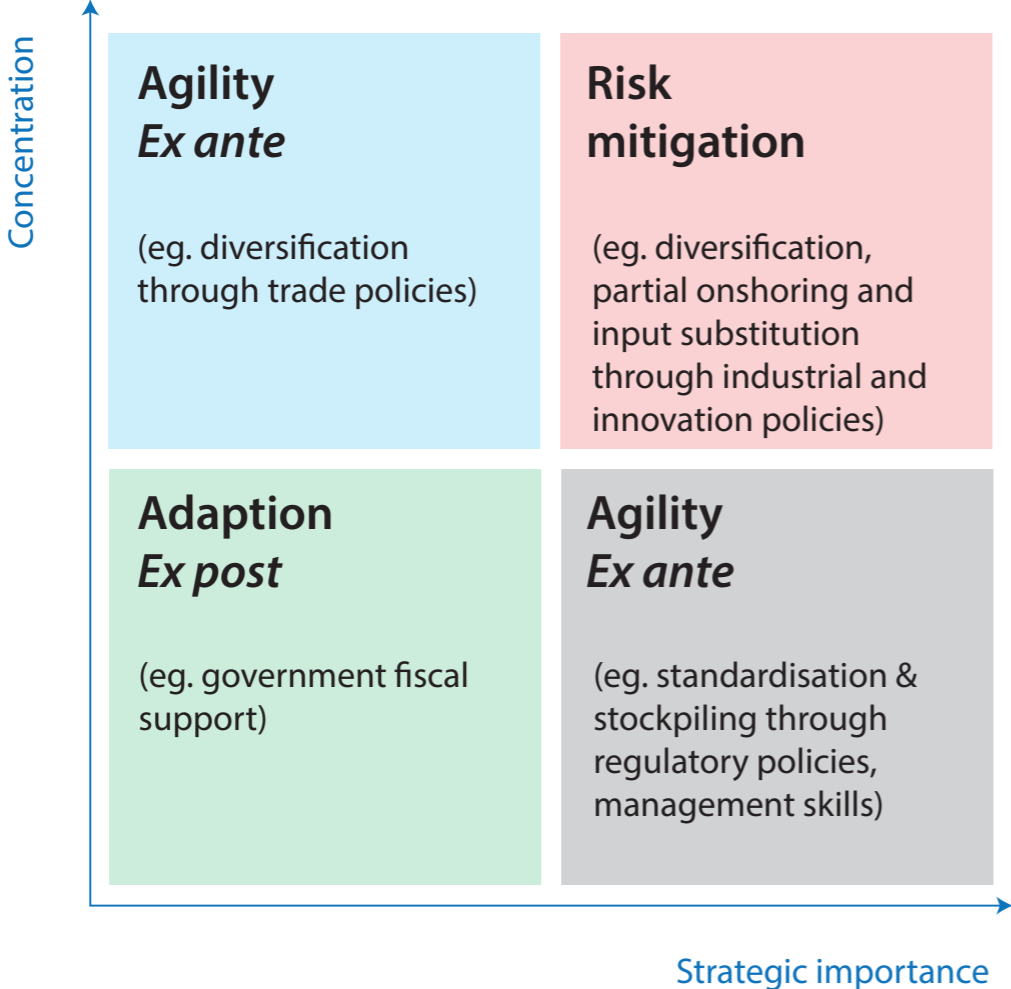 Concentration
Agility
Ex ante
(eg. diversification
through trade policies)
Risk
mitigation
(eg. diversification,
partial onshoring and
input substitution
through industrial and
innovation policies)
Adaption
Ex post
(eg. government fiscal
support)
Agility
Ex ante
(eg. standardisation &
stockpiling through
regulatory policies,
management skills)
Strategic importance